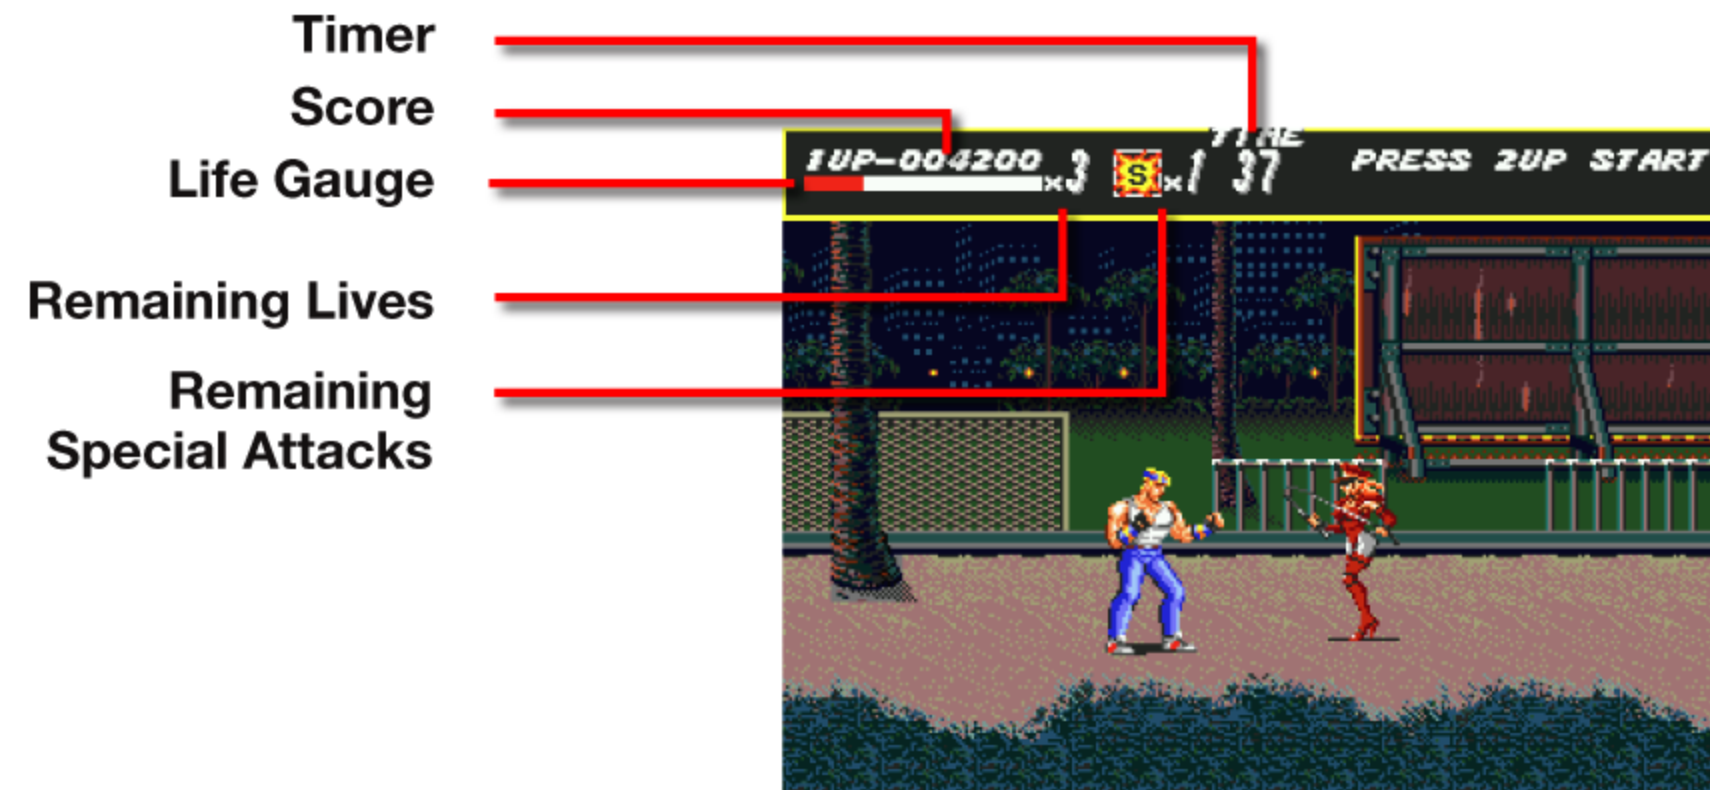 Timer
Score
Life Gauge
Remaining Lives
Remaining
Special Attacks
TIME
1UP-004200
×3
S
×1
37
PRESS 2UP START